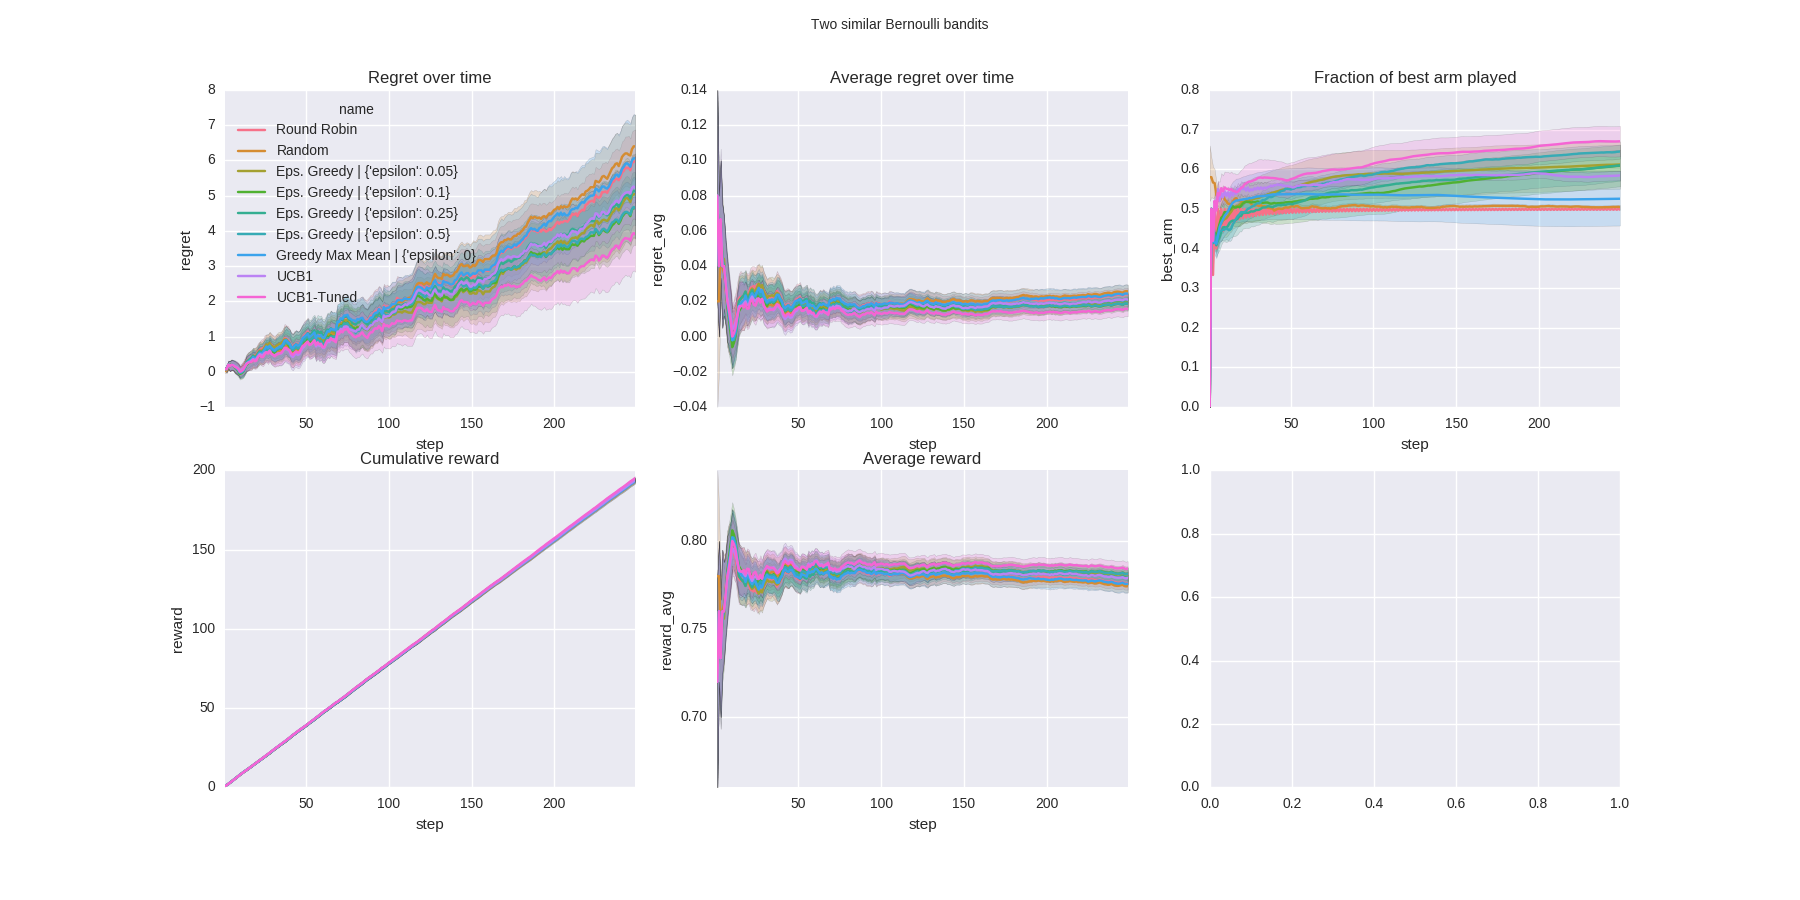 Two similar Bernoulli bandits
Regret over time
8
7
6
5
4
3
2
1
0
−1
regret
name
Round Robin
Random
Eps. Greedy | {'epsilon': 0.05}
Eps. Greedy | {'epsilon': 0.1}
Eps. Greedy | {'epsilon': 0.25}
Eps. Greedy | {'epsilon': 0.5}
Greedy Max Mean | {'epsilon': 0}
UCB1
UCB1-Tuned
50 100 150 200
step
Average regret over time
0.14
0.12
0.10
0.08
0.06
0.04
0.02
0.00
−0.02
−0.04
regret_avg
50 100 150 200
step
Fraction of best arm played
0.8
0.7
0.6
0.5
0.4
0.3
0.2
0.1
0.0
best_arm
50 100 150 200
step
Cumulative reward
200
150
100
50
0
reward
50 100 150 200
step
Average reward
0.80
0.75
0.70
reward_avg
50 100 150 200
step
1.0
0.8
0.6
0.4
0.2
0.0
0.0 0.2 0.4 0.6 0.8 1.0